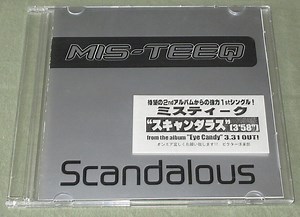 MIS-TEEQ
待望の2ndアルバムからの強力1stシングル!
ミスティーク
"スキャンダラス" [3'58"]
from the album "Eye Candy" 3.31 OUT!
Scandalous